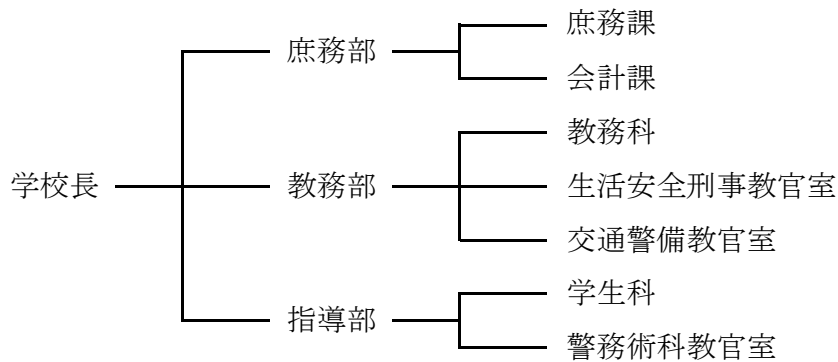 学校長
庶務部
庶務課
会計課
教務部
教務科
生活安全刑事教官室
交通警備教官室
指導部
学生科
警務術科教官室